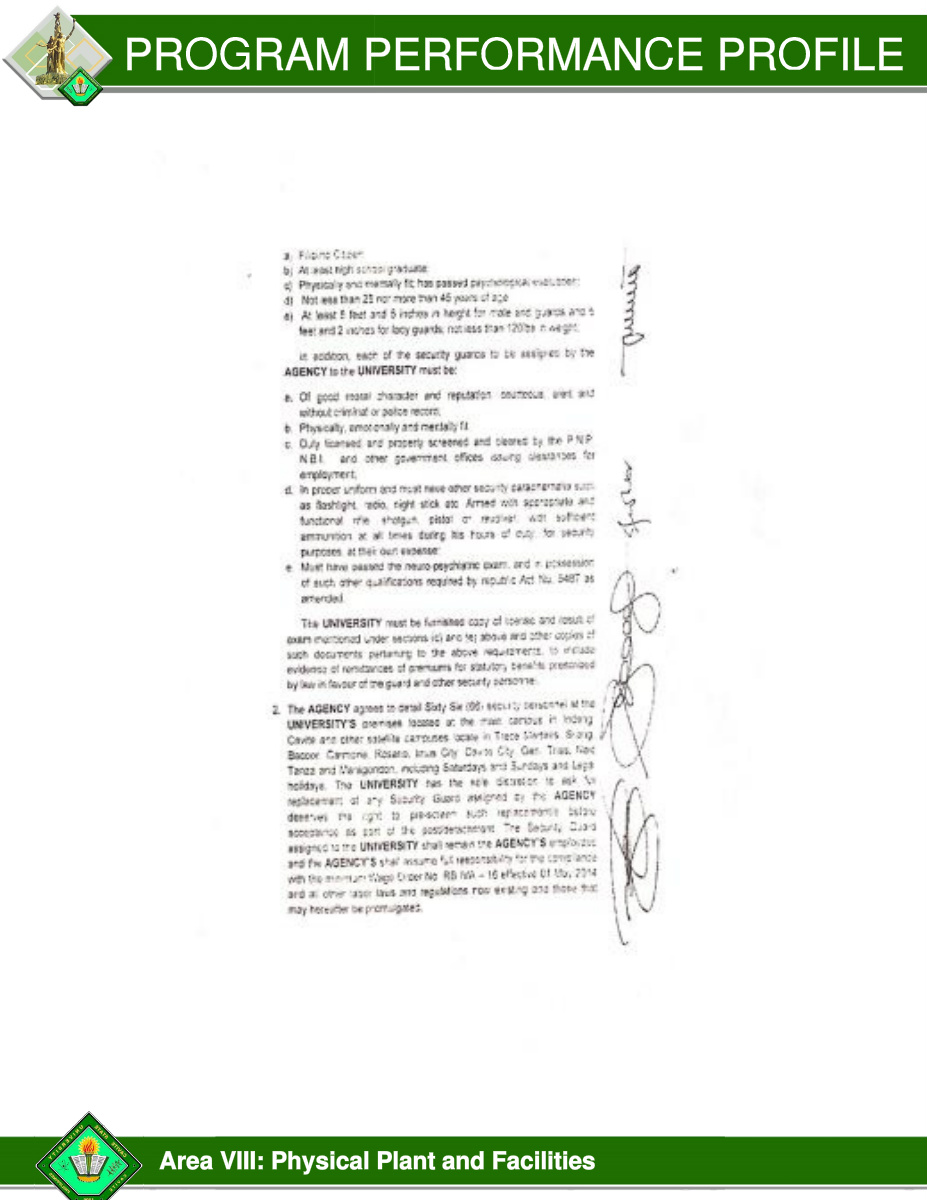 PROGRAM PERFORMANCE PROFILE
a) Filipino Citizen
b) At least high school graduate;
c) Physically and mentally fit; has passed psychological evaluation;
d) Not less than 25 nor more than 45 years of age
e) At least 5 feet and 5 inches in height for male and guards and 5
feet and 2 inches for lady guards; not less than 120 lbs in weight.
In addition, each of the security guards to be assigned by the
AGENCY to the UNIVERSITY must be:
a. Of good moral character and reputation, courteous, alert and
without criminal or police record;
b. Physically, emotionally and mentally fit
c. Duly licensed and properly screened and cleared by the P.N.P.
N.B.I. and other government offices issuing clearances for
employment;
d. In proper uniform and must have other security paraphernalia such
as flashlight, radio, night stick etc. Armed with appropriate and
functional rifle, shotgun, pistol or revolver, with sufficient
ammunition at all times during his hours of duty, for security
purposes, at their own expense;
e. Must have passed the neuro-psychiatric exam, and in possession
of such other qualifications required by republic Act No. 5487 as
amended.
The UNIVERSITY must be furnished copy of license and result of
exam mentioned under sections (c) and (e) above and other copies of
such documents pertaining to the above requirements, to include
evidence of remittances of premiums for statutory benefits prescribed
by law in favour of the guard and other security personnel.
2. The AGENCY agrees to detail Sixty Six (66) security personnel at the
UNIVERSITY'S premises located at the main campus in Indang
Cavite and other satellite campuses locate in Trece Martires, Silang,
Bacoor, Carmona, Rosario, Imus City, Cavite City, Gen. Trias, Naic
Tanza and Maragondon, including Saturdays and Sundays and Legal
holidays. The UNIVERSITY has the sole discretion to ask for
replacement of any Security Guard assigned by the AGENCY
deserves the right to pre-screen such replacements before
acceptance as part of the post/detachment. The Security Guard
assigned to the UNIVERSITY shall remain the AGENCY'S employees
and the AGENCY'S shall assume full responsibility for the compliance
with the minimum Wage Order No. RB IVA – 16 effective 01 May 2014
and all other labor laws and regulations now existing and those that
may hereafter be promulgated.
Area VIII: Physical Plant and Facilities